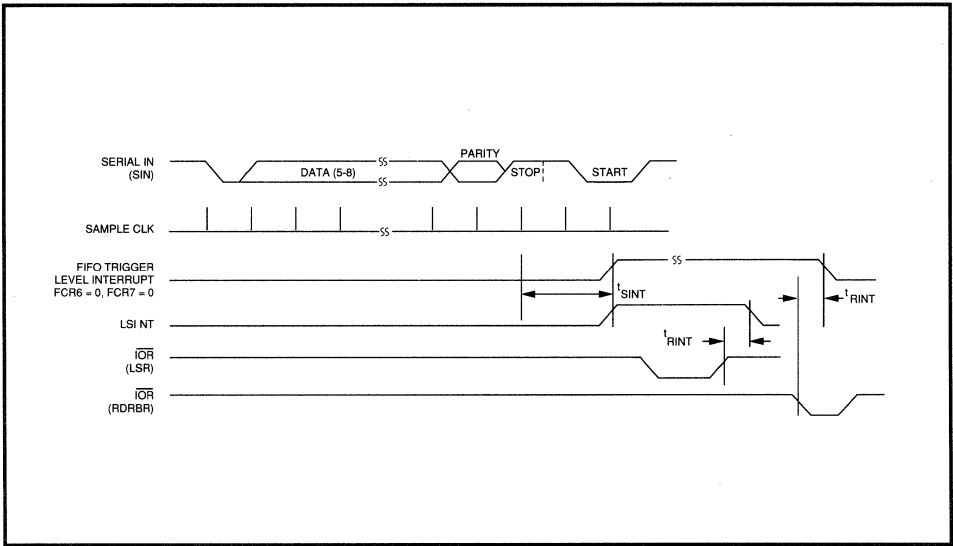 PARITY
SERIAL IN
(SIN)
DATA (5-8)
STOP
START
SAMPLE CLK
FIFO TRIGGER
LEVEL INTERRUPT
FCR6 = 0, FCR7 = 0
tSINT
tRINT
LSI NT
tRINT
IOR
(LSR)
IOR
(RDRBR)